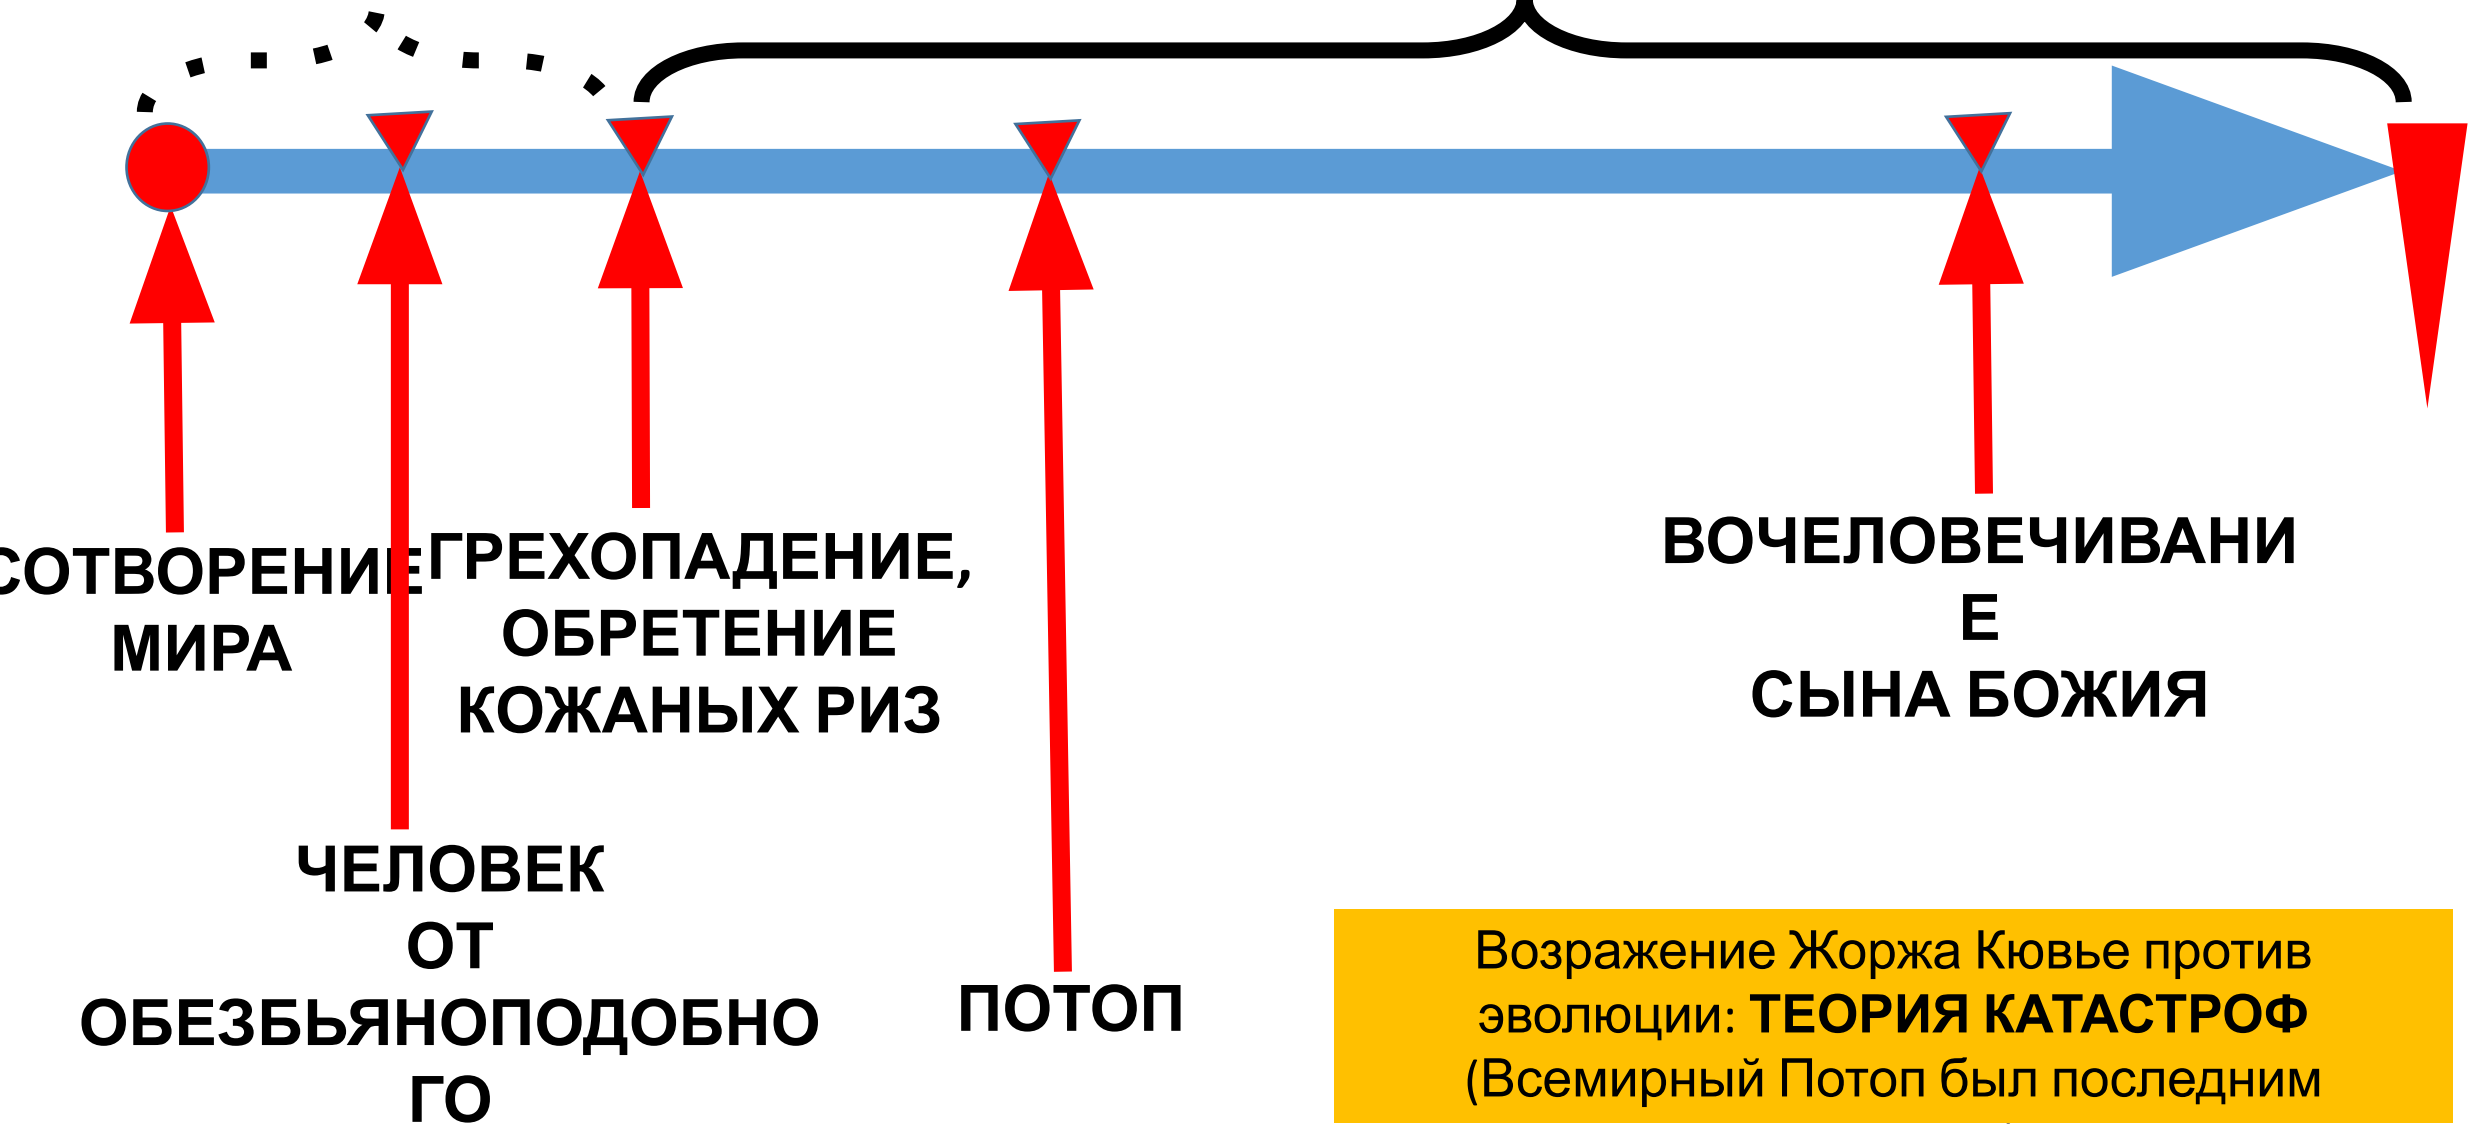 СОТВОРЕНИЕ
МИРА
ГРЕХОПАДЕНИЕ,
ОБРЕТЕНИЕ
КОЖАНЫХ РИЗ
ВОЧЕЛОВЕЧИВАНИ
Е
СЫНА БОЖИЯ
ЧЕЛОВЕК
ОТ
ОБЕЗБЬЯНОПОДОБНО
ГО
ПОТОП
Возражение Жоржа Кювье против
эволюции: ТЕОРИЯ КАТАСТРОФ
(Всемирный Потоп был последним